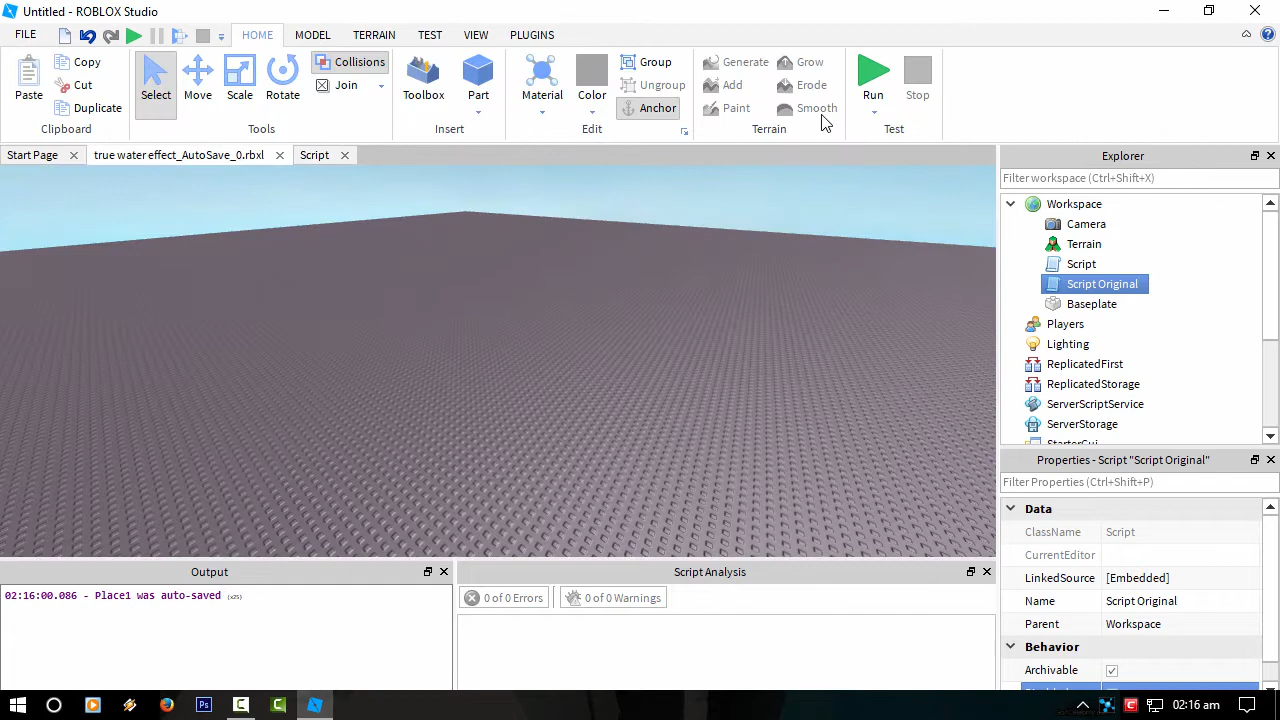 Untitled - ROBLOX Studio
FILE HOME MODEL TERRAIN TEST VIEW PLUGINS
Paste Copy Cut Duplicate Clipboard
Select Move Scale Rotate Collisions Join Tools
Toolbox Part Insert
Material Color Group Ungroup Anchor Edit
Generate Add Paint Grow Erode Smooth Terrain
Run Stop Test
Start Page true water effect_AutoSave_0.rbxl Script
Explorer
Filter workspace (Ctrl+Shift+X)
Workspace
Camera
Terrain
Script
Script Original
Baseplate
Players
Lighting
ReplicatedFirst
ReplicatedStorage
ServerScriptService
ServerStorage
StarterGui
Properties - Script "Script Original"
Filter Properties (Ctrl+Shift+P)
Data
ClassName Script
CurrentEditor
LinkedSource [Embedded]
Name Script Original
Parent Workspace
Behavior
Archivable
Output
02:16:00.086 - Place1 was auto-saved (x25)
Script Analysis
0 of 0 Errors 0 of 0 Warnings
Ps
02:16 am